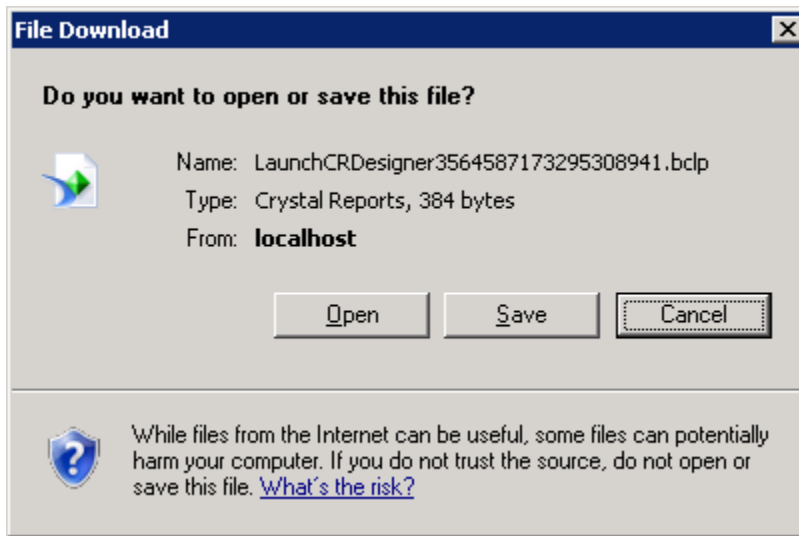 File Download
Do you want to open or save this file?
Name: LaunchCRDesigner3564587173295308941.bclp
Type: Crystal Reports, 384 bytes
From: localhost
Open Save Cancel
While files from the Internet can be useful, some files can potentially
harm your computer. If you do not trust the source, do not open or
save this file. What's the risk?